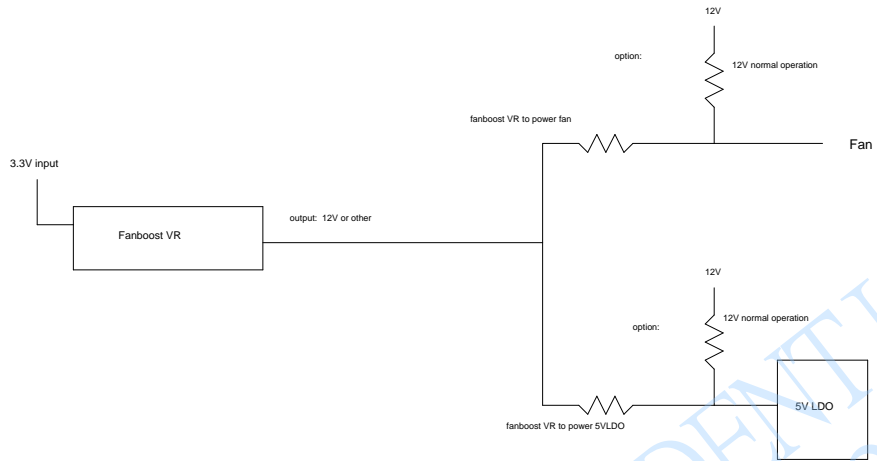 12V
option:
12V normal operation
fanboost VR to power fan
Fan
3.3V input
output: 12V or other
Fanboost VR
12V
12V normal operation
option:
5V LDO
fanboost VR to power 5VLDO